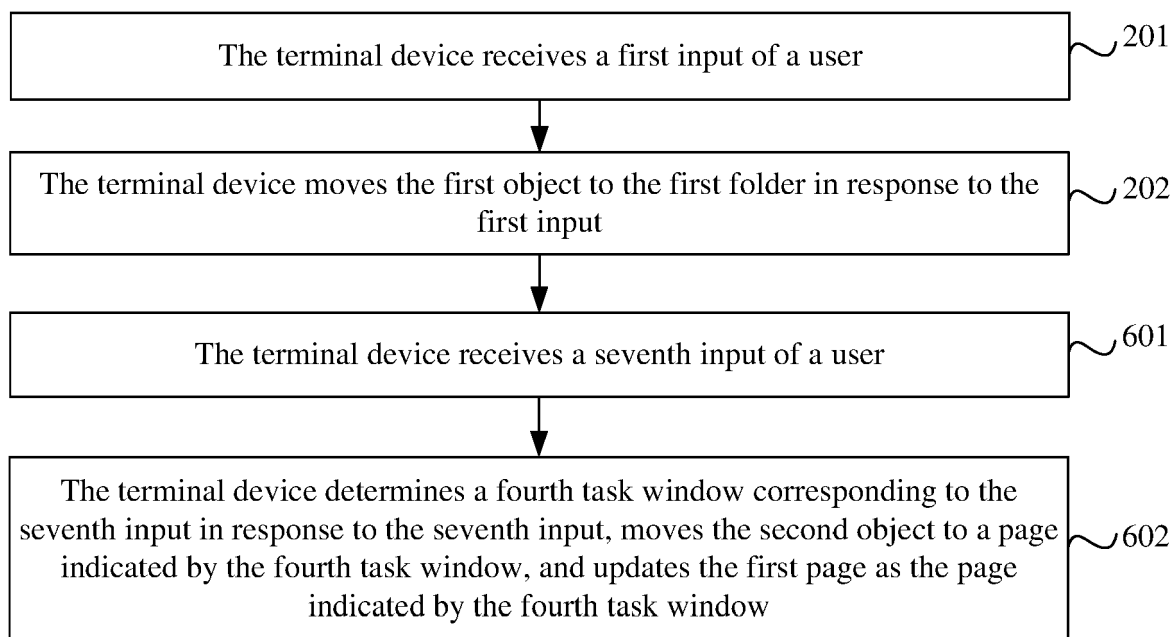 The terminal device receives a first input of a user
201
The terminal device moves the first object to the first folder in response to the
first input
202
The terminal device receives a seventh input of a user
601
The terminal device determines a fourth task window corresponding to the
seventh input in response to the seventh input, moves the second object to a page
indicated by the fourth task window, and updates the first page as the page
indicated by the fourth task window
602